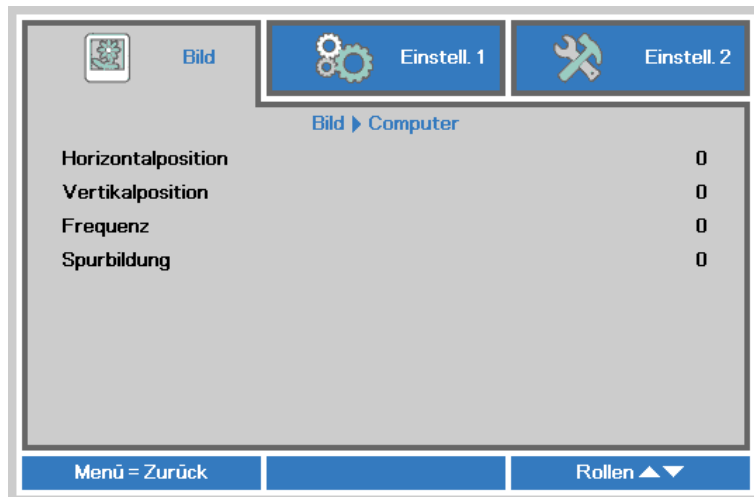 Bild Einstell. 1 Einstell. 2
Bild ▶ Computer
Horizontalposition 0
Vertikalposition 0
Frequenz 0
Spurbildung 0
Menü = Zurück Rollen ▲▼